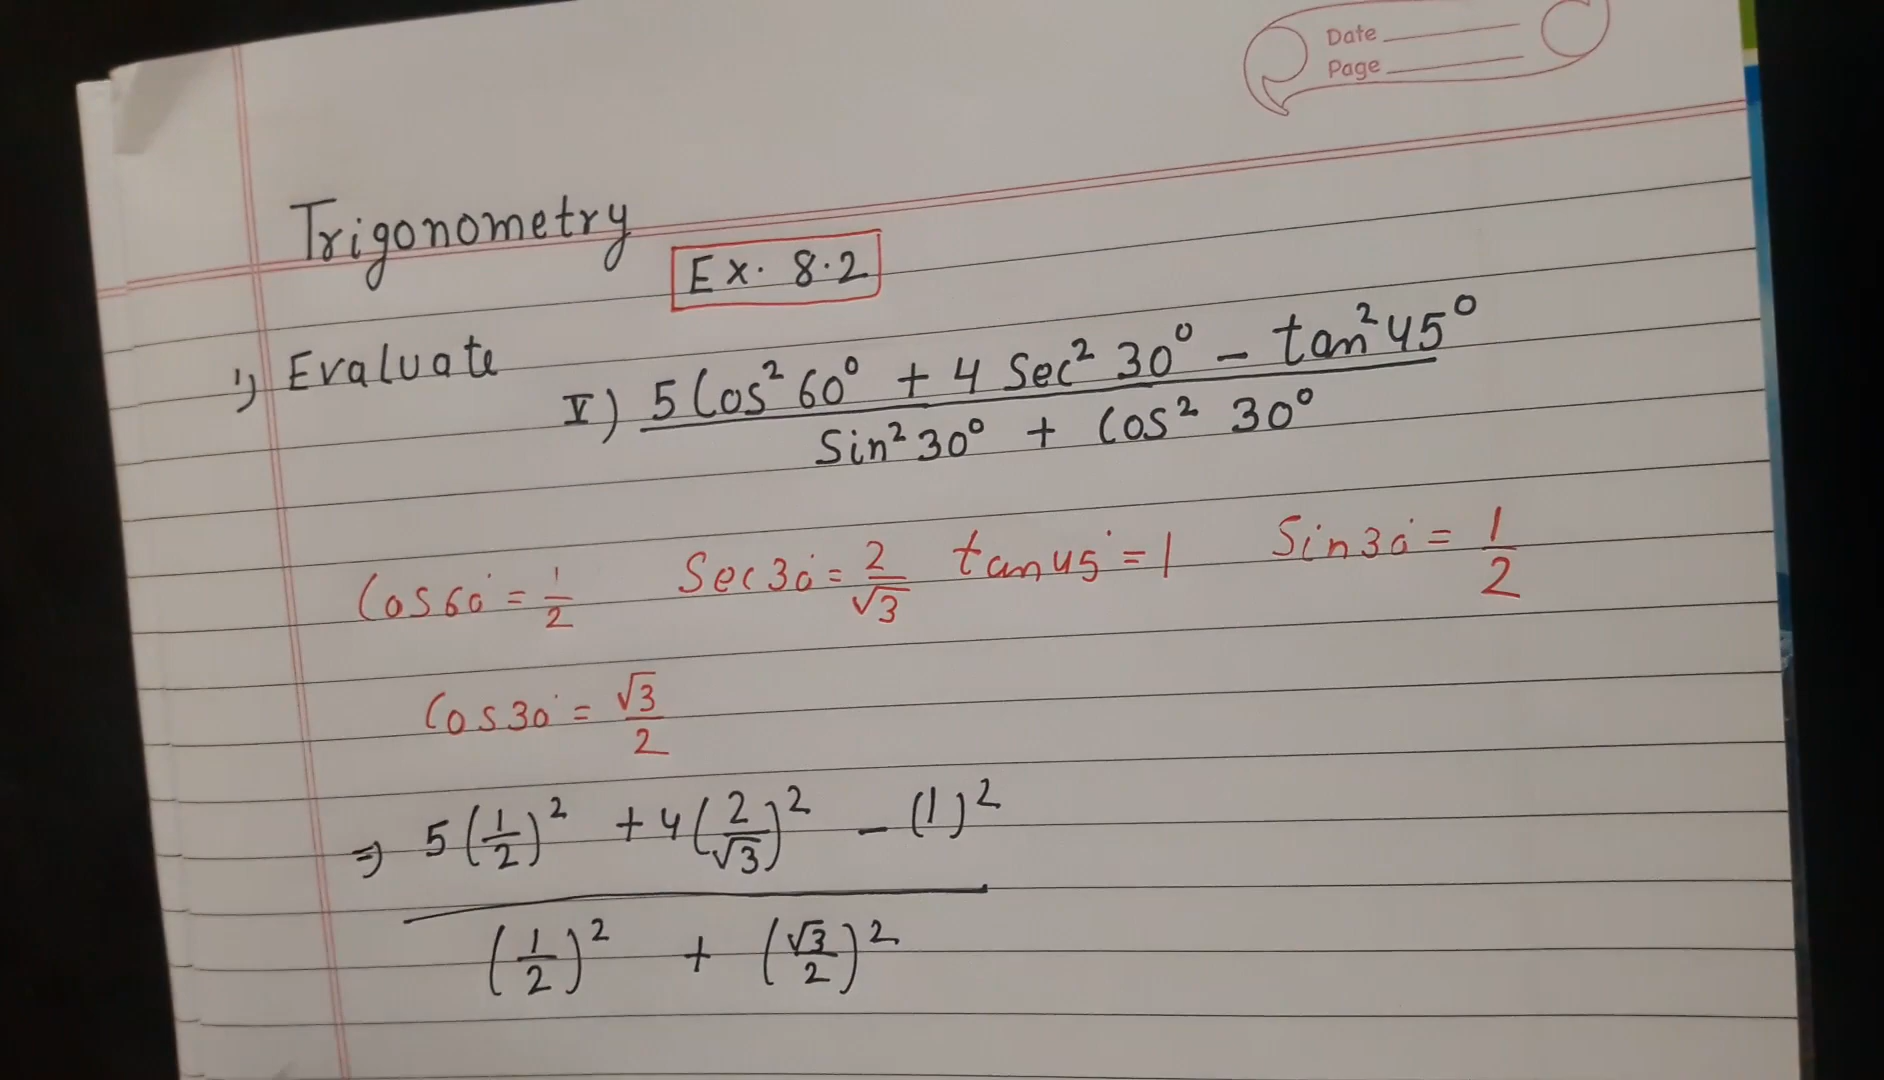 Date
Page
Trigonometry
Ex. 8.2
1) Evaluate
V) 5 Cos² 60° + 4 Sec² 30° - tan² 45°
Sin² 30° + Cos² 30°
Cos 60° = 1/2 Sec 30° = 2/√3 tan 45° = 1 Sin 30° = 1/2
Cos 30° = √3/2
⇒ 5(1/2)² + 4(2/√3)² - (1)²
(1/2)² + (√3/2)²